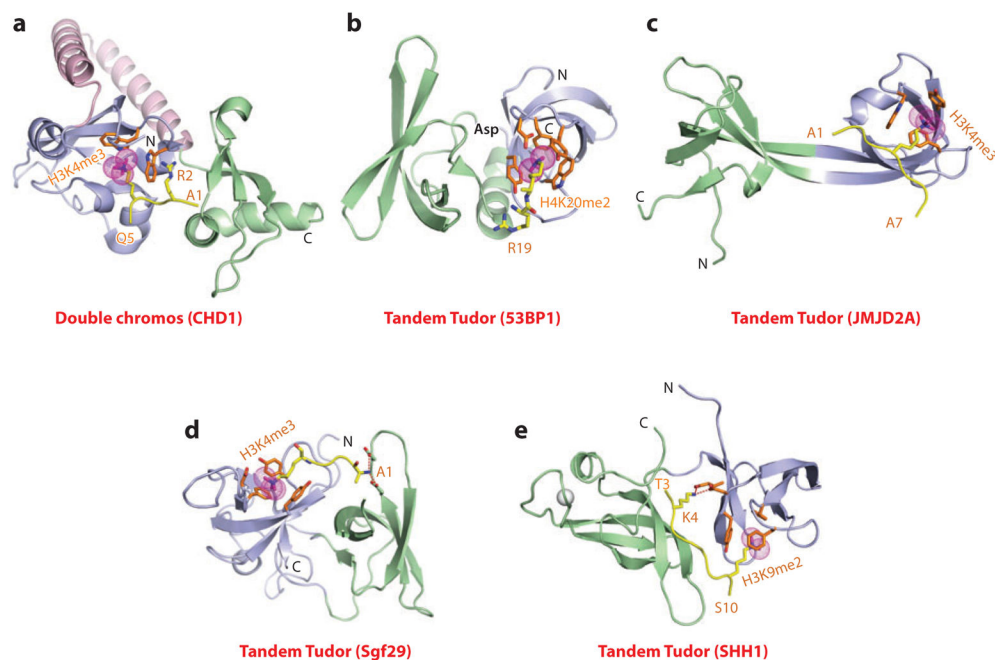 a
H3K4me3
N
R2
A1
Q5
C
Double chromos (CHD1)
b
N
Asp
C
H4K20me2
R19
Tandem Tudor (53BP1)
c
A1
H3K4me3
A7
C
N
Tandem Tudor (JMJD2A)
d
H3K4me3
N
A1
C
Tandem Tudor (Sgf29)
e
N
C
T3
K4
H3K9me2
S10
Tandem Tudor (SHH1)